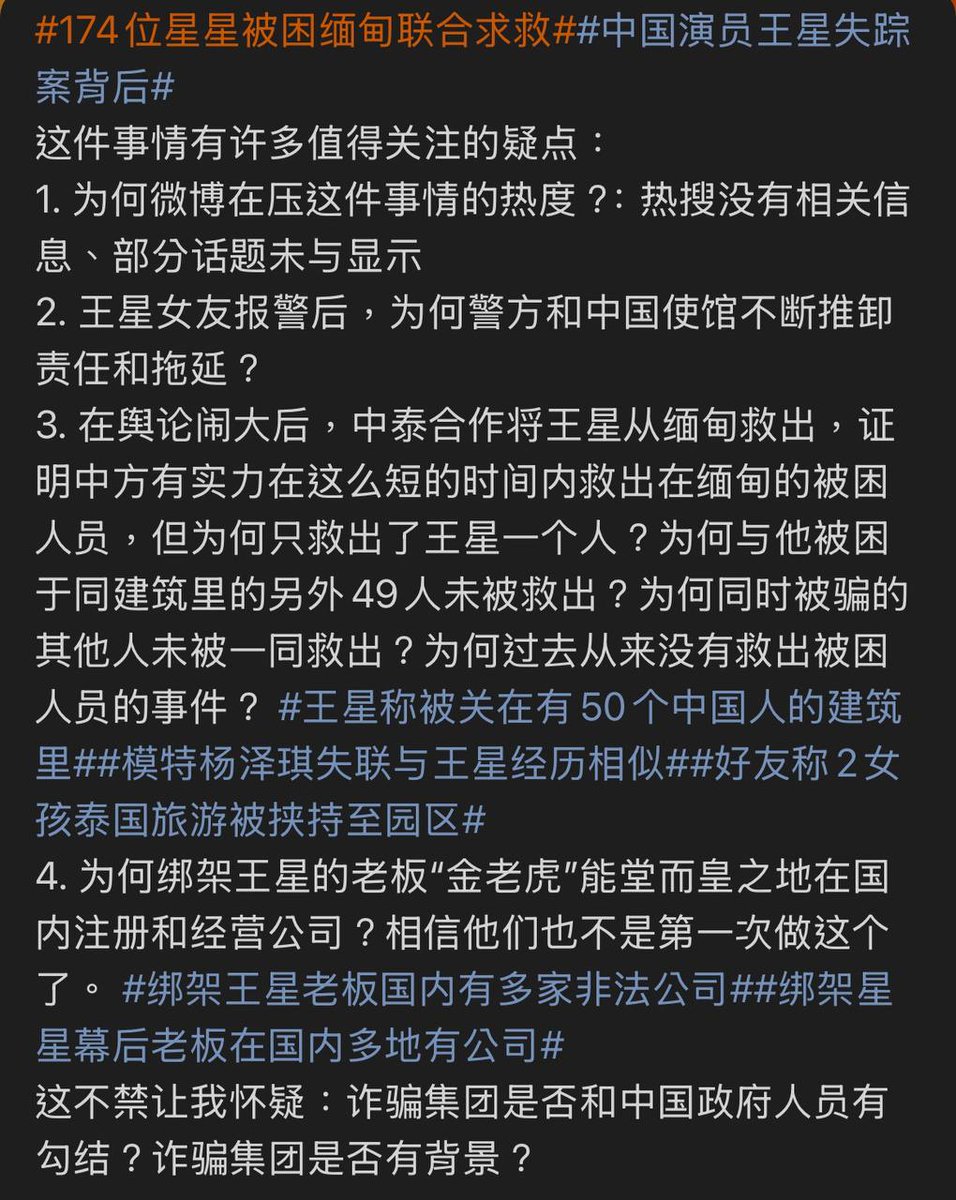 #174位星星被困缅甸联合求救##中国演员王星失踪
案背后#
这件事情有许多值得关注的疑点：
1. 为何微博在压这件事情的热度？：热搜没有相关信
息、部分话题未与显示
2. 王星女友报警后，为何警方和中国使馆不断推卸
责任和拖延？
3. 在舆论闹大后，中泰合作将王星从缅甸救出，证
明中方有实力在这么短的时间内救出在缅甸的被困
人员，但为何只救出了王星一个人？为何与他被困
于同建筑里的另外49人未被救出？为何同时被骗的
其他人未被一同救出？为何过去从来没有救出被困
人员的事件？ #王星称被关在有50个中国人的建筑
里##模特杨泽琪失联与王星经历相似##好友称2女
孩泰国旅游被挟持至园区#
4. 为何绑架王星的老板“金老虎”能堂而皇之地在国
内注册和经营公司？相信他们也不是第一次做这个
了。 #绑架王星老板国内有多家非法公司##绑架星
星幕后老板在国内多地有公司#
这不禁让我怀疑：诈骗集团是否和中国政府人员有
勾结？诈骗集团是否有背景？